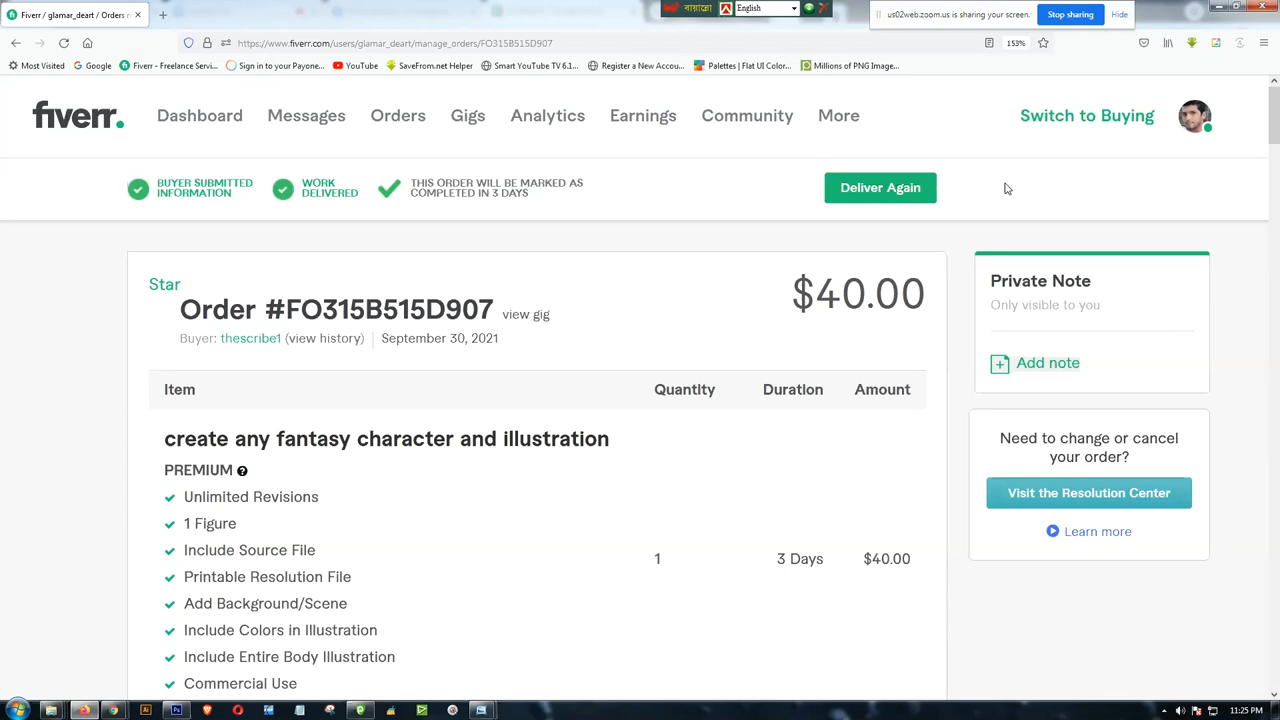 Fiverr / glamar_deart / Orders
বায়ান্নো
English
us02web.zoom.us is sharing your screen.
Stop sharing
Hide
https://www.fiverr.com/users/glamar_deart/manage_orders/FO315B515D907
153%
Most Visited
Google
Fiverr - Freelance Servi...
Sign in to your Payone...
YouTube
SaveFrom.net Helper
Smart YouTube TV 6.1...
Register a New Accou...
Palettes | Flat UI Color...
Millions of PNG Image...
fiverr.
Dashboard
Messages
Orders
Gigs
Analytics
Earnings
Community
More
Switch to Buying
BUYER SUBMITTED
INFORMATION
WORK
DELIVERED
THIS ORDER WILL BE MARKED AS
COMPLETED IN 3 DAYS
Deliver Again
Star
Order #FO315B515D907 view gig
$40.00
Buyer: thescribe1 (view history) | September 30, 2021
Item Quantity Duration Amount
create any fantasy character and illustration
PREMIUM
Unlimited Revisions
1 Figure
Include Source File
Printable Resolution File
Add Background/Scene
Include Colors in Illustration
Include Entire Body Illustration
Commercial Use
1 3 Days $40.00
Private Note
Only visible to you
Add note
Need to change or cancel
your order?
Visit the Resolution Center
Learn more
11:25 PM